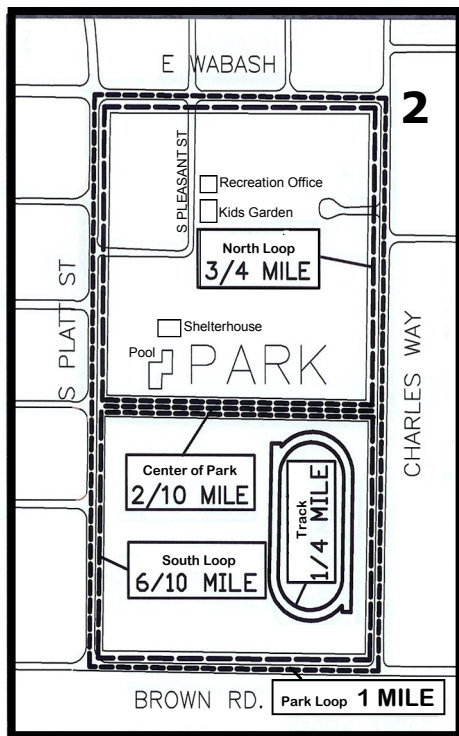 E WABASH
2
S PLEASANT ST
Recreation Office
Kids Garden
North Loop
3/4 MILE
S PLATT ST
Shelterhouse
Pool
PARK
CHARLES WAY
Center of Park
2/10 MILE
Track
1/4 MILE
South Loop
6/10 MILE
BROWN RD.
Park Loop 1 MILE